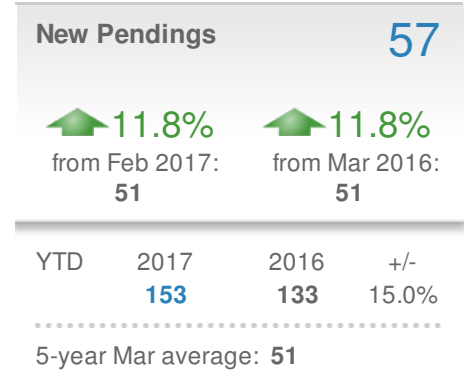 New Pendings 57
11.8% 11.8%
from Feb 2017: from Mar 2016:
51 51
YTD 2017 2016 +/-
153 133 15.0%
5-year Mar average: 51